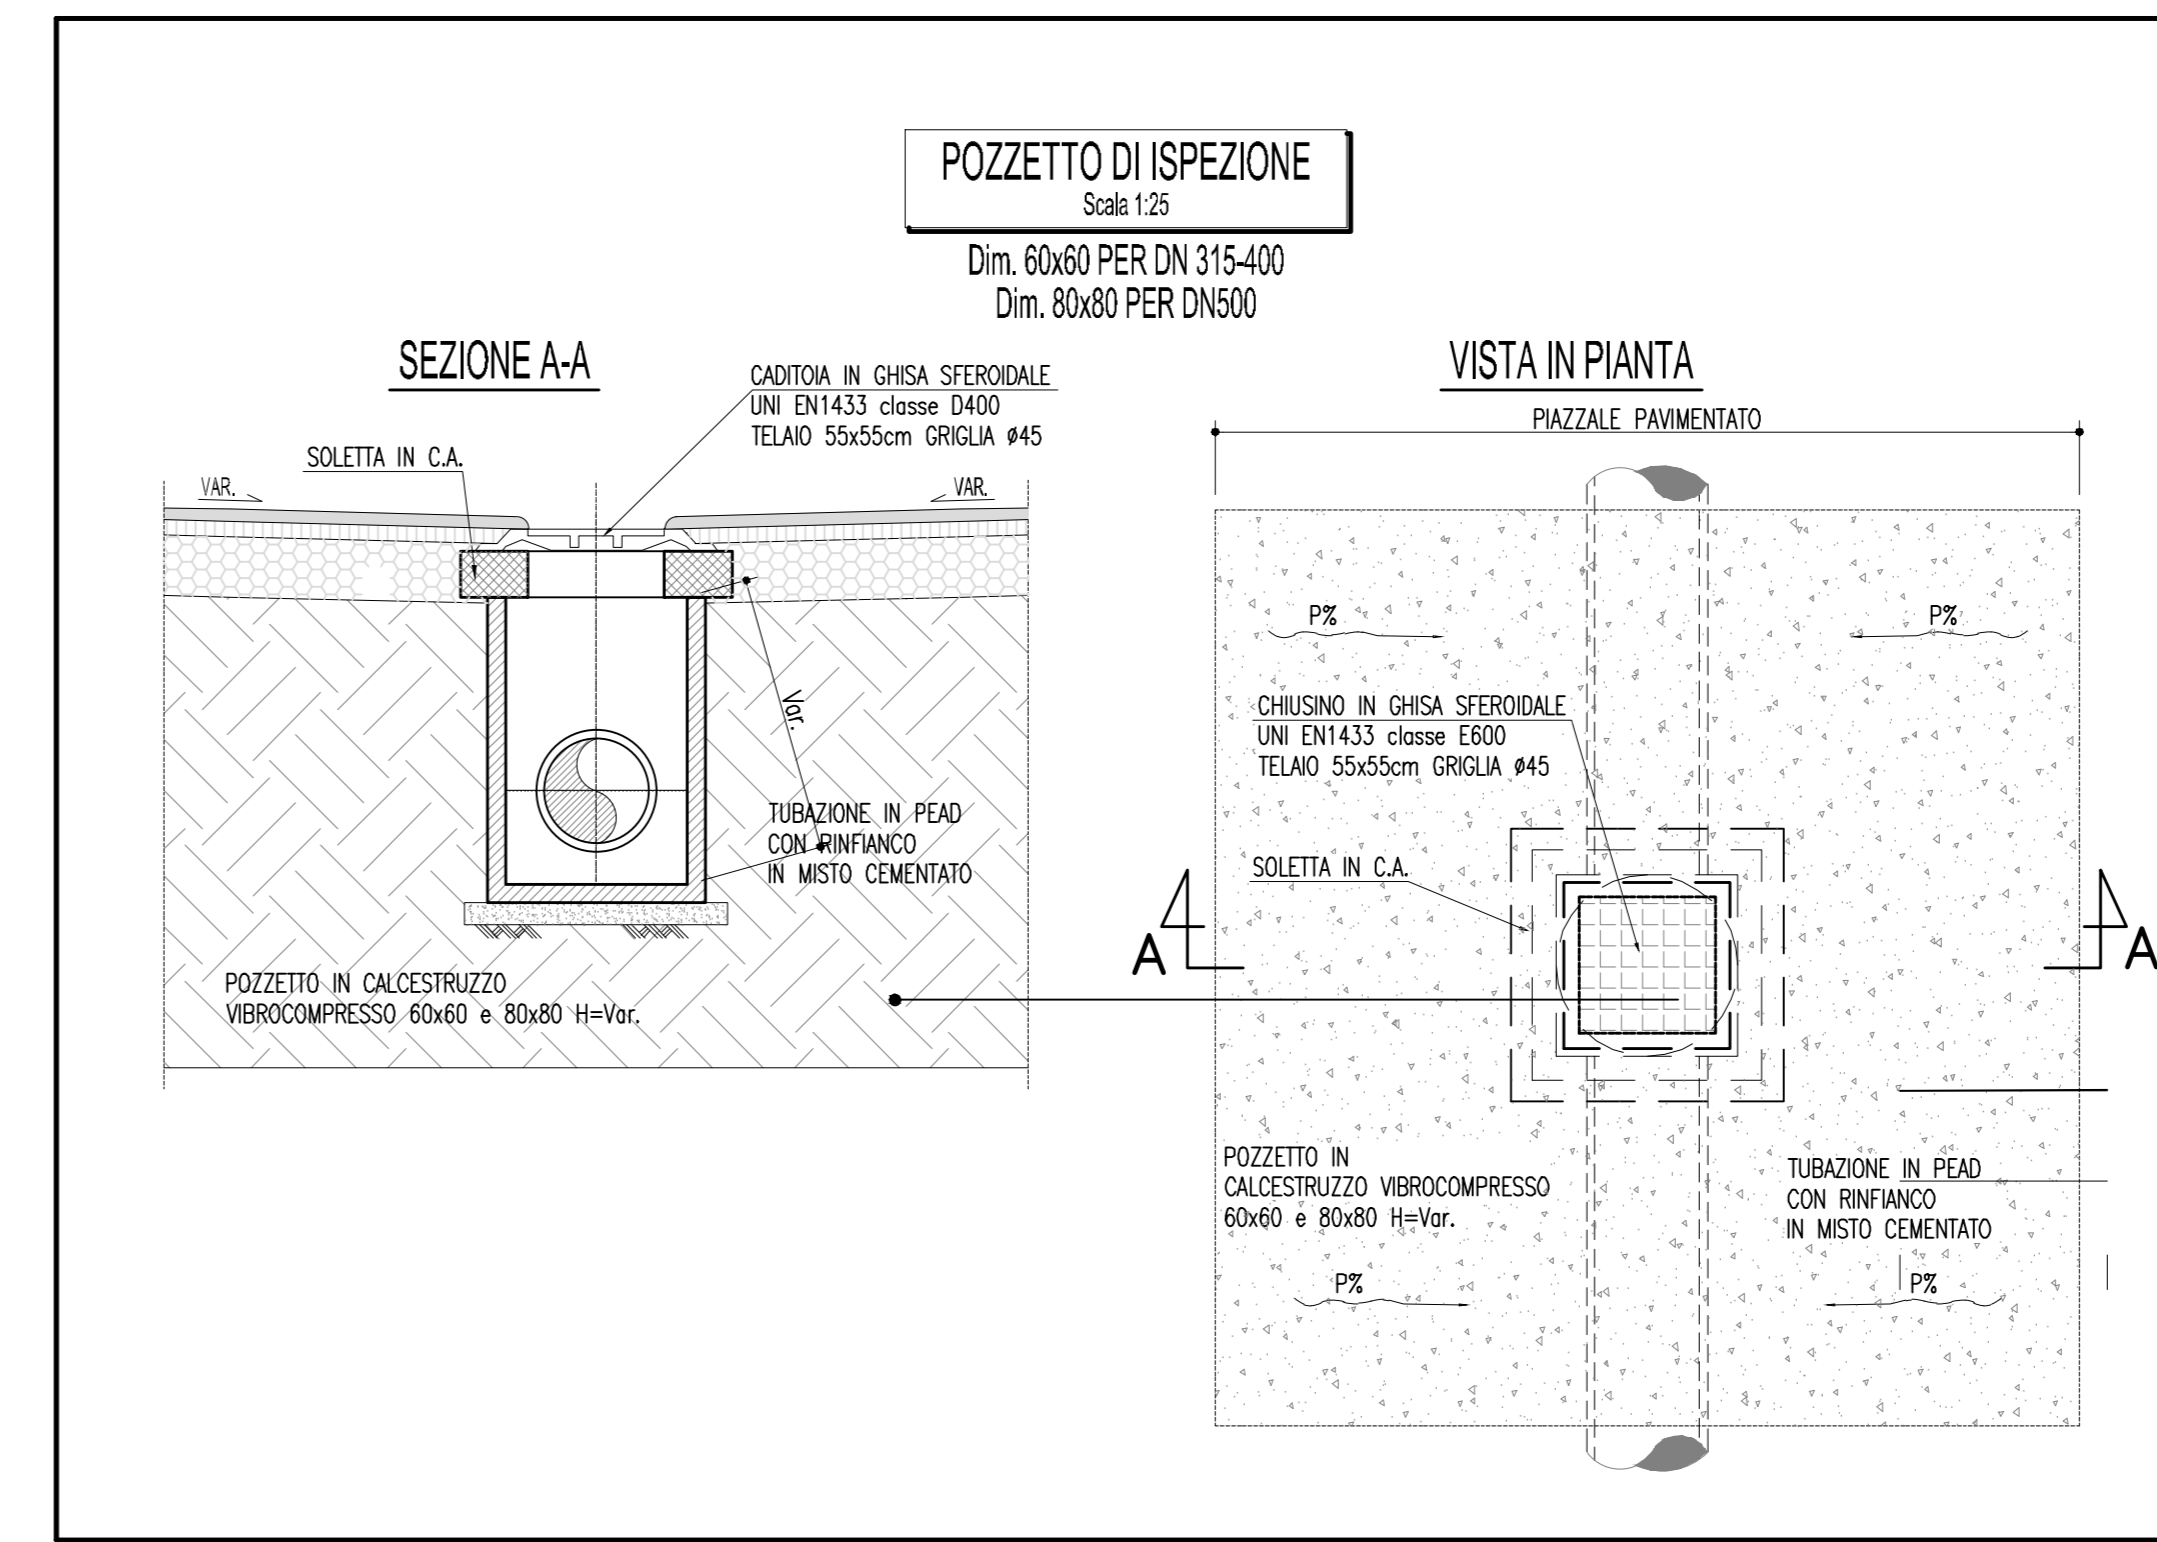 POZZETTO DI ISPEZIONE
Scala 1:25
Dim. 60x60 PER DN 315-400
Dim. 80x80 PER DN500
SEZIONE A-A
CADITOIA IN GHISA SFEROIDALE
UNI EN1433 classe D400
TELAIO 55x55cm GRIGLIA ø45
SOLETTA IN C.A.
VAR.
VAR.
Var.
TUBAZIONE IN PEAD
CON RINFIANCO
IN MISTO CEMENTATO
POZZETTO IN CALCESTRUZZO
VIBROCOMPRESSO 60x60 e 80x80 H=Var.
VISTA IN PIANTA
PIAZZALE PAVIMENTATO
P%
P%
CHIUSINO IN GHISA SFEROIDALE
UNI EN1433 classe E600
TELAIO 55x55cm GRIGLIA ø45
SOLETTA IN C.A.
A
A
POZZETTO IN
CALCESTRUZZO VIBROCOMPRESSO
60x60 e 80x80 H=Var.
TUBAZIONE IN PEAD
CON RINFIANCO
IN MISTO CEMENTATO
P%
P%